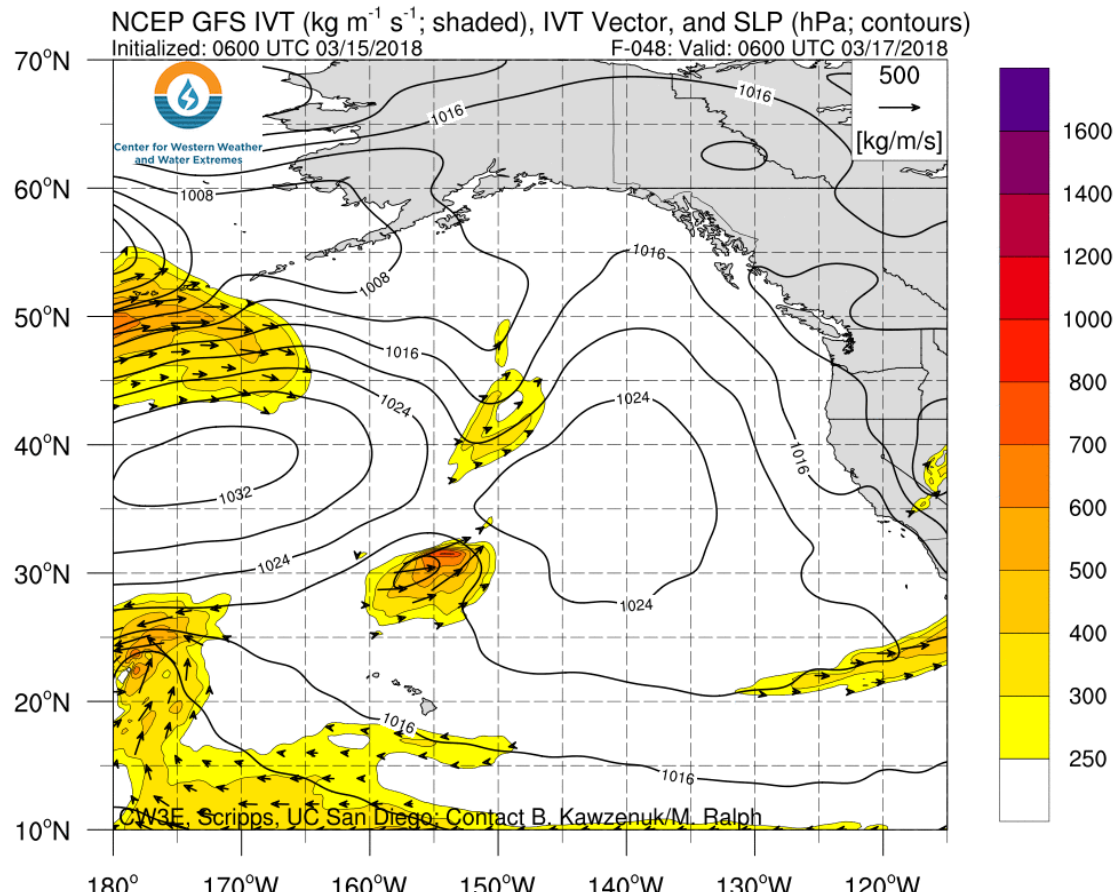 NCEP GFS IVT (kg m⁻¹ s⁻¹; shaded), IVT Vector, and SLP (hPa; contours)
Initialized: 0600 UTC 03/15/2018
F-048: Valid: 0600 UTC 03/17/2018
70°N
60°N
50°N
40°N
30°N
20°N
10°N
Center for Western Weather
and Water Extremes
500
[kg/m/s]
1016
1016
1008
1008
1016
1016
1024
1024
1016
1032
1024
1024
1016
1016
CW3E, Scripps, UC San Diego; Contact B. Kawzenuk/M. Ralph
180°
170°W
160°W
150°W
140°W
130°W
120°W
1600
1400
1200
1000
800
700
600
500
400
300
250